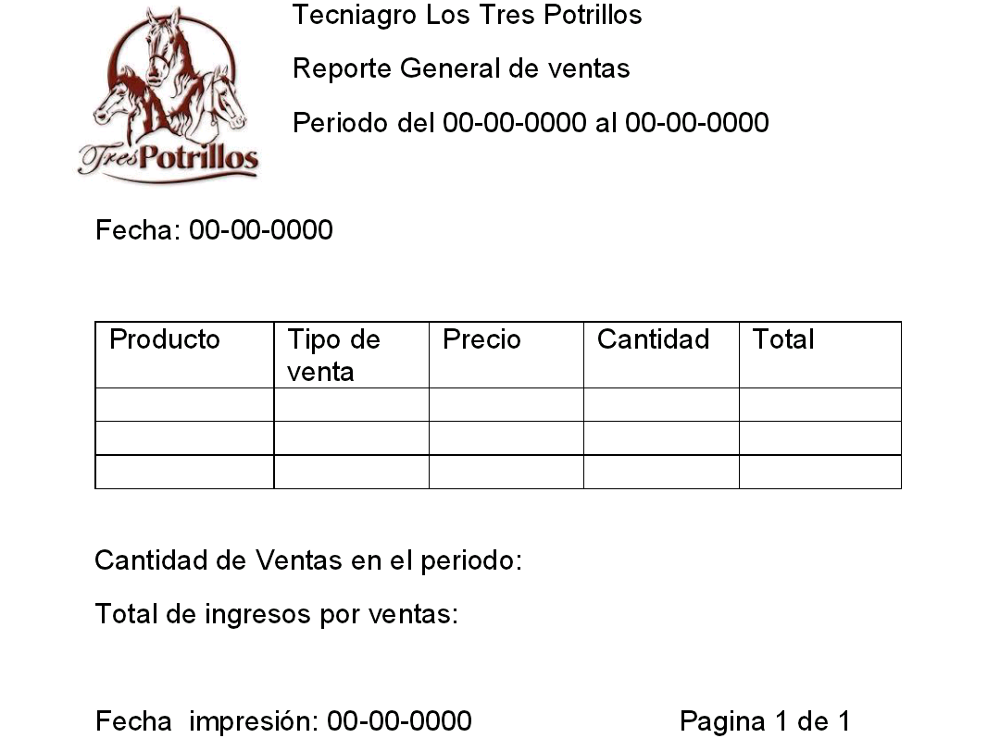 Tecniagro Los Tres Potrillos
Reporte General de ventas
Periodo del 00-00-0000 al 00-00-0000
Tres Potrillos
Fecha: 00-00-0000
Producto Tipo de venta Precio Cantidad Total
Cantidad de Ventas en el periodo:
Total de ingresos por ventas:
Fecha impresión: 00-00-0000 Pagina 1 de 1